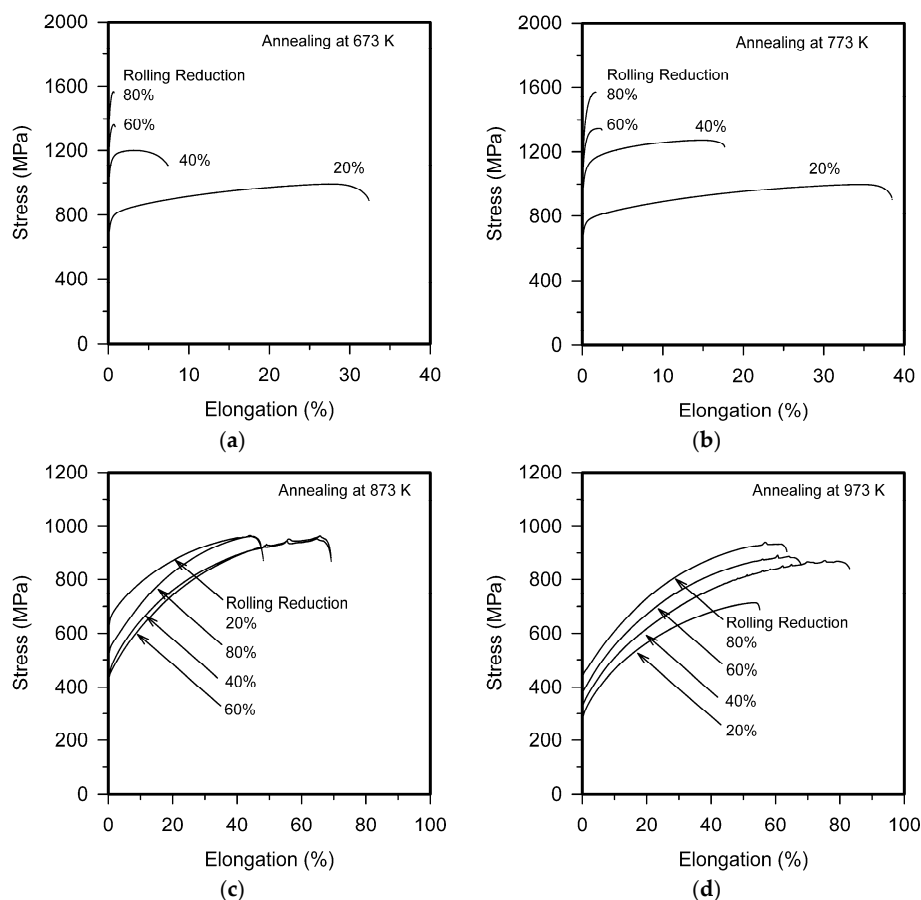 Annealing at 673 K
Rolling Reduction
80%
60%
40%
20%
2000
1600
1200
800
400
0
Stress (MPa)
0 10 20 30 40
Elongation (%)
(a)
Annealing at 773 K
Rolling Reduction
80%
60%
40%
20%
2000
1600
1200
800
400
0
Stress (MPa)
0 10 20 30 40
Elongation (%)
(b)
Annealing at 873 K
Rolling Reduction
20%
80%
40%
60%
1200
1000
800
600
400
200
0
Stress (MPa)
0 20 40 60 80 100
Elongation (%)
(c)
Annealing at 973 K
Rolling Reduction
80%
60%
40%
20%
1200
1000
800
600
400
200
0
Stress (MPa)
0 20 40 60 80 100
Elongation (%)
(d)